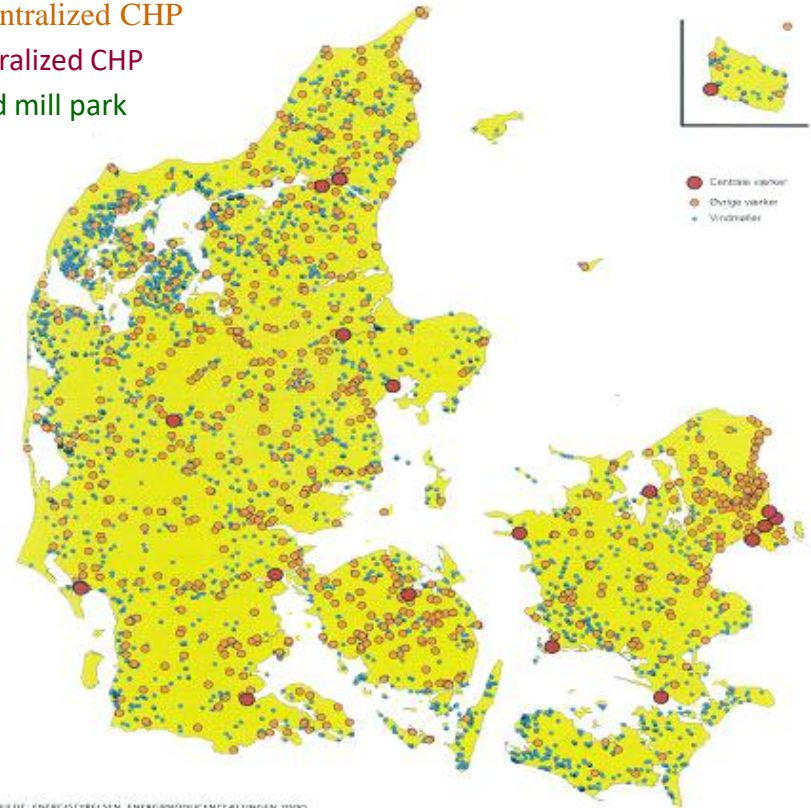 ntralized CHP
ralized CHP
d mill park
Centrale værker
Øvrige værker
Vindmøller